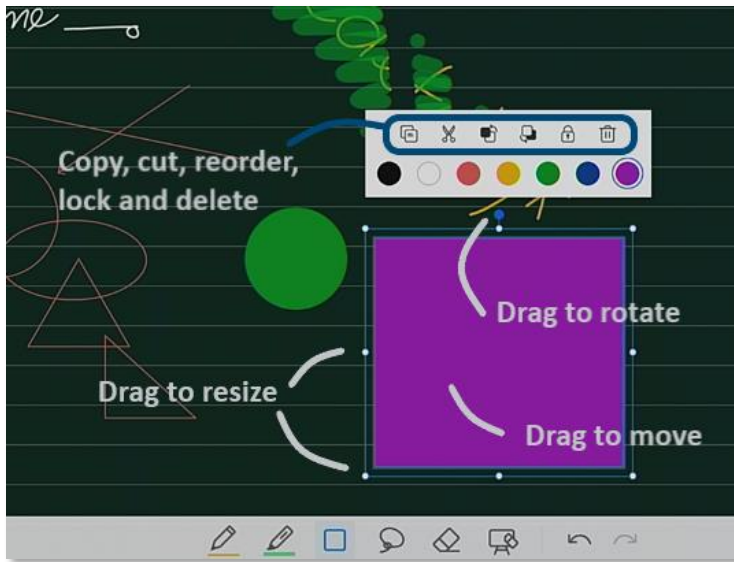 Copy, cut, reorder,
lock and delete
Drag to rotate
Drag to resize
Drag to move